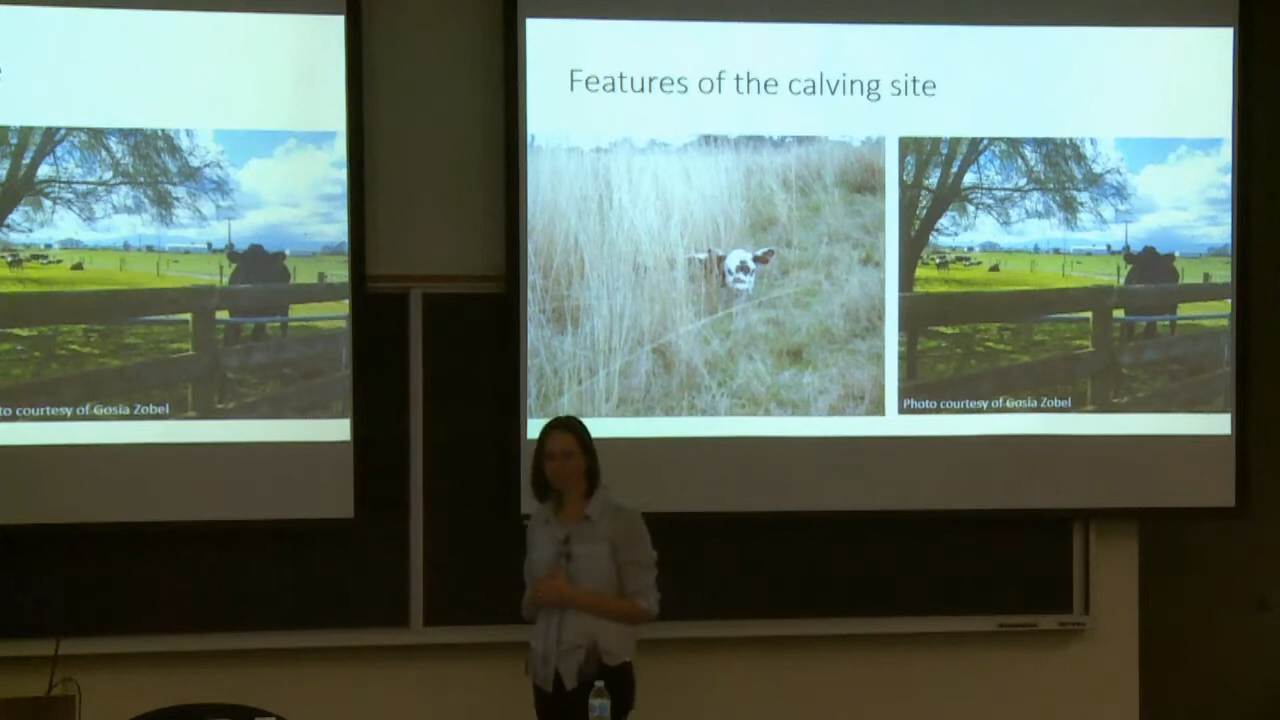 to courtesy of Gosia Zobel
Features of the calving site
Photo courtesy of Gosia Zobel